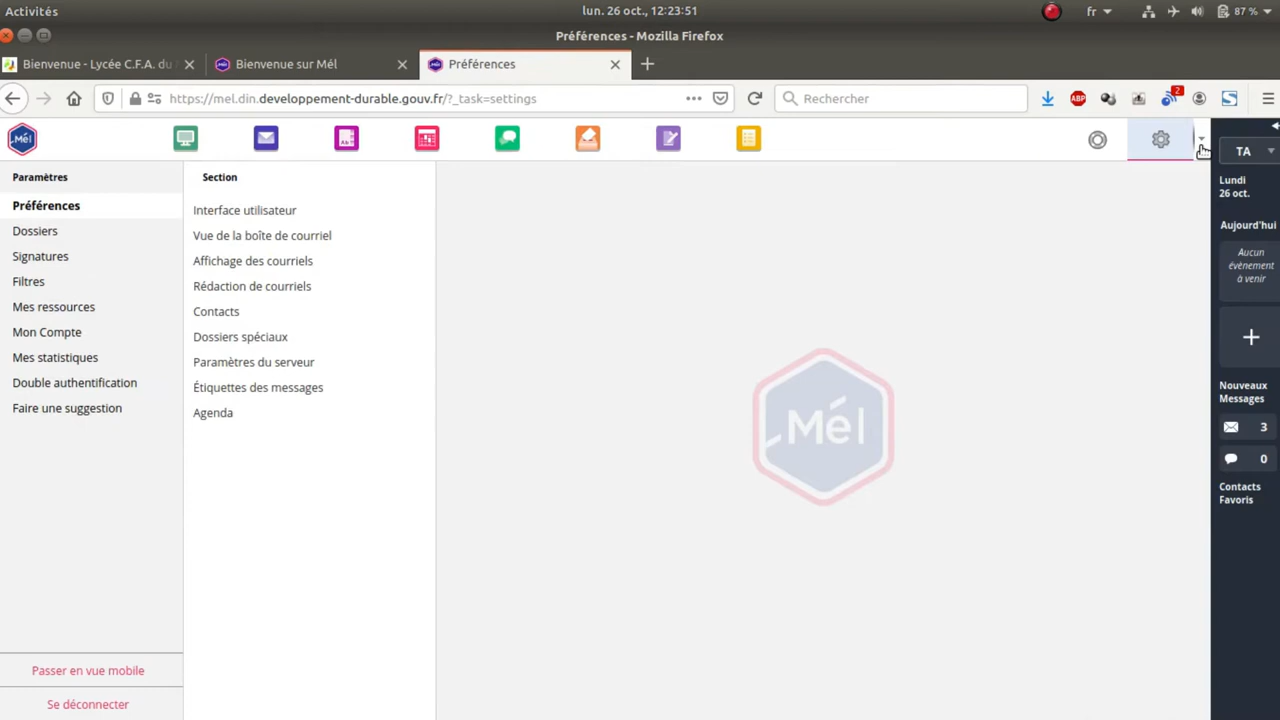 Activités
lun. 26 oct., 12:23:51
fr
87 %
Préférences - Mozilla Firefox
Bienvenue - Lycée C.F.A. du
Bienvenue sur Mél
Préférences
https://mel.din.developpement-durable.gouv.fr/?_task=settings
Rechercher
ABP
2
Mél
TA
Paramètres
Préférences
Dossiers
Signatures
Filtres
Mes ressources
Mon Compte
Mes statistiques
Double authentification
Faire une suggestion
Passer en vue mobile
Se déconnecter
Section
Interface utilisateur
Vue de la boîte de courriel
Affichage des courriels
Rédaction de courriels
Contacts
Dossiers spéciaux
Paramètres du serveur
Étiquettes des messages
Agenda
Mél
Lundi
26 oct.
Aujourd'hui
Aucun
évènement
à venir
Nouveaux
Messages
3
0
Contacts
Favoris